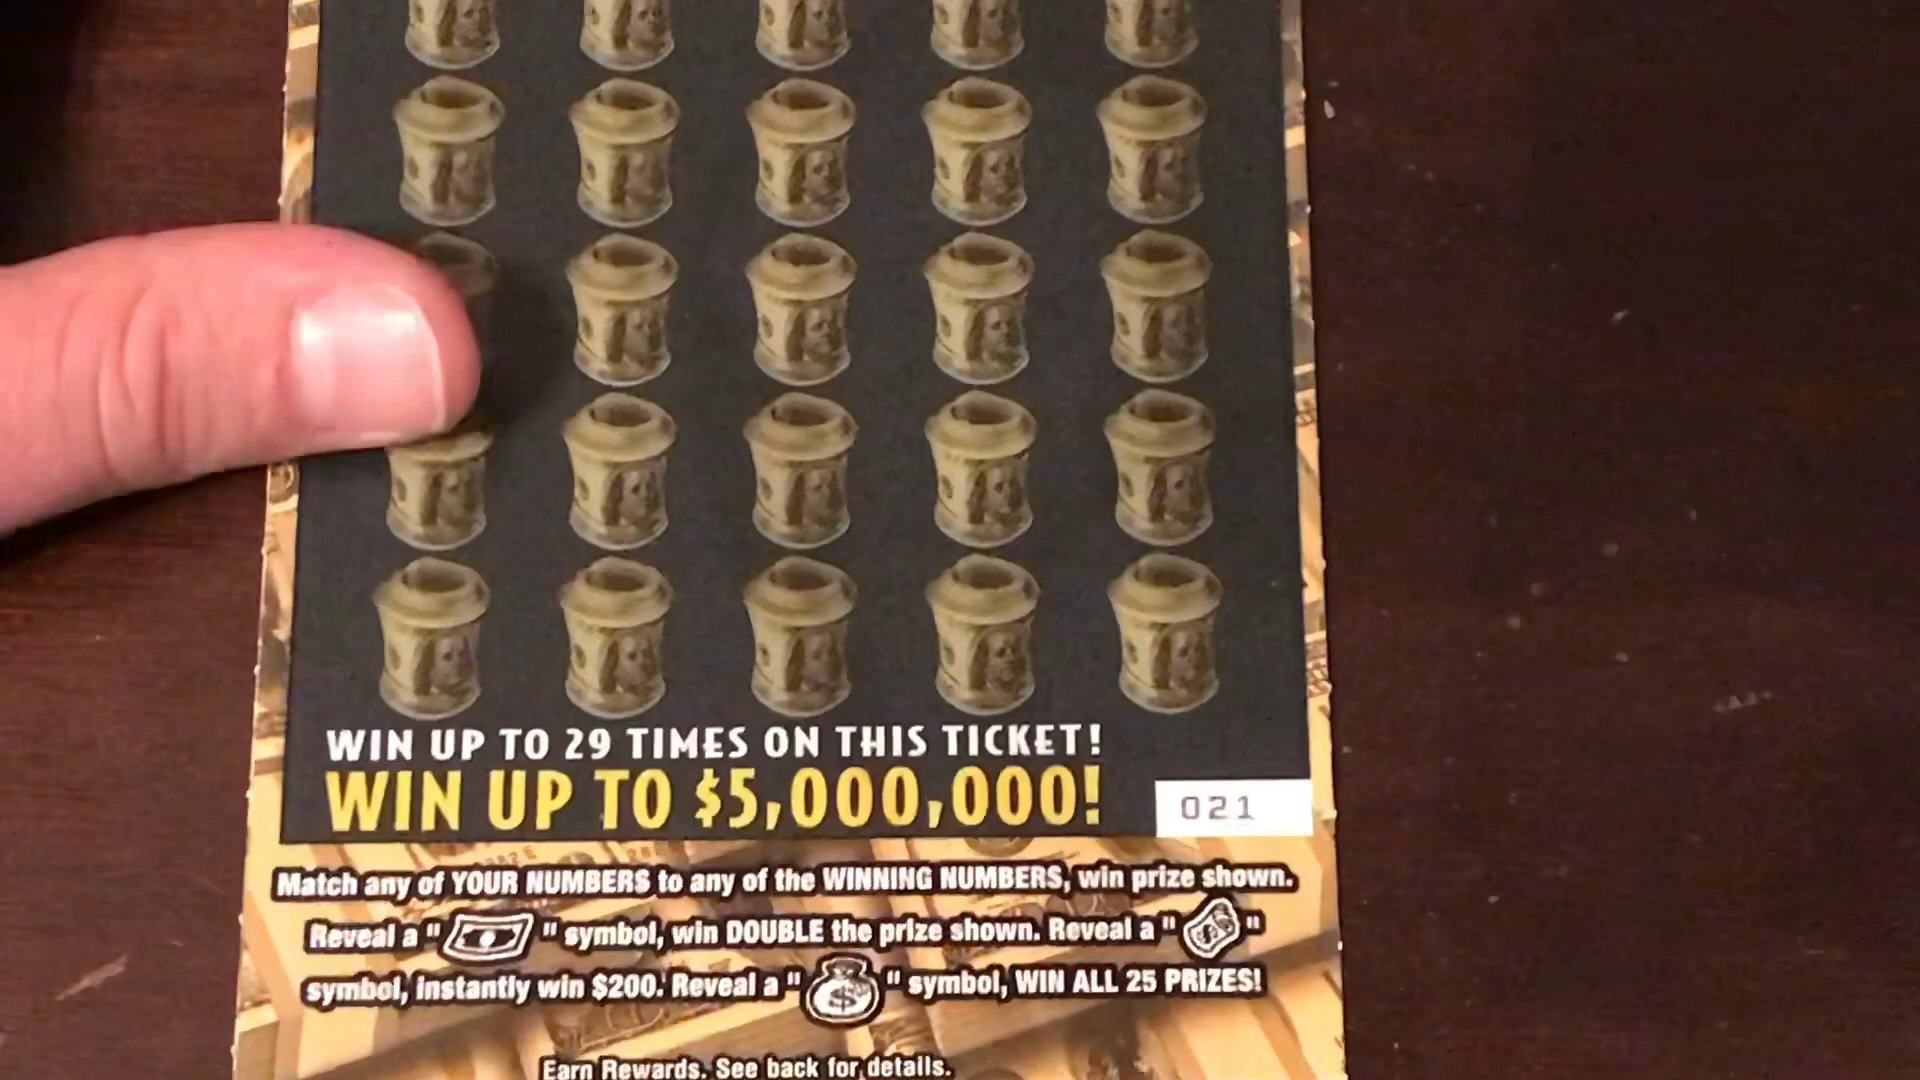 WIN UP TO 29 TIMES ON THIS TICKET!
WIN UP TO $5,000,000!
021
Match any of YOUR NUMBERS to any of the WINNING NUMBERS, win prize shown.
Reveal a " " symbol, win DOUBLE the prize shown. Reveal a " "
symbol, instantly win $200. Reveal a " " symbol, WIN ALL 25 PRIZES!
Earn Rewards. See back for details.